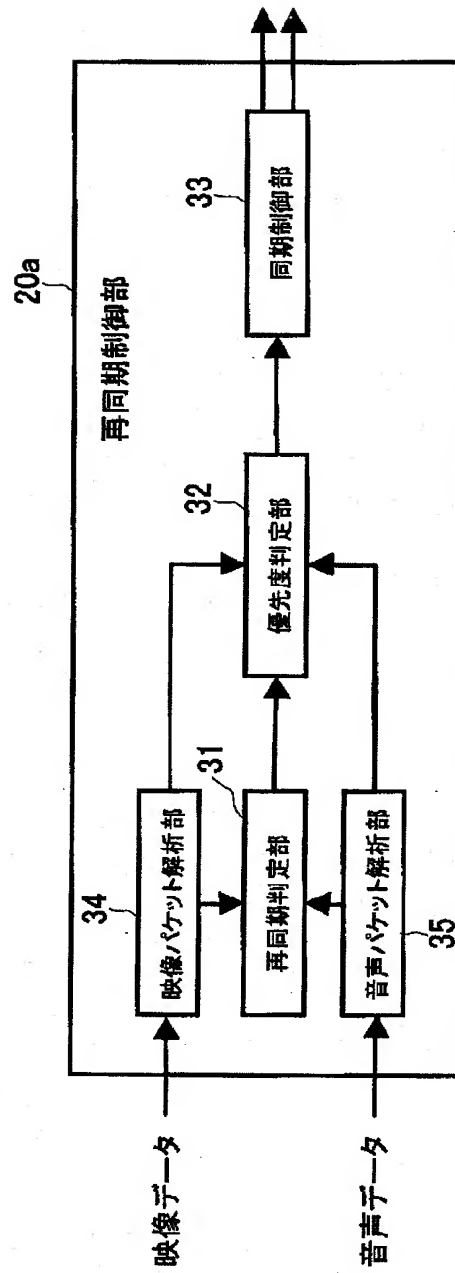 20a
再同期制御部
映像データ
34
映像パケット解析部
31
再同期判定部
32
優先度判定部
33
同期制御部
音声データ
音声パケット解析部
35